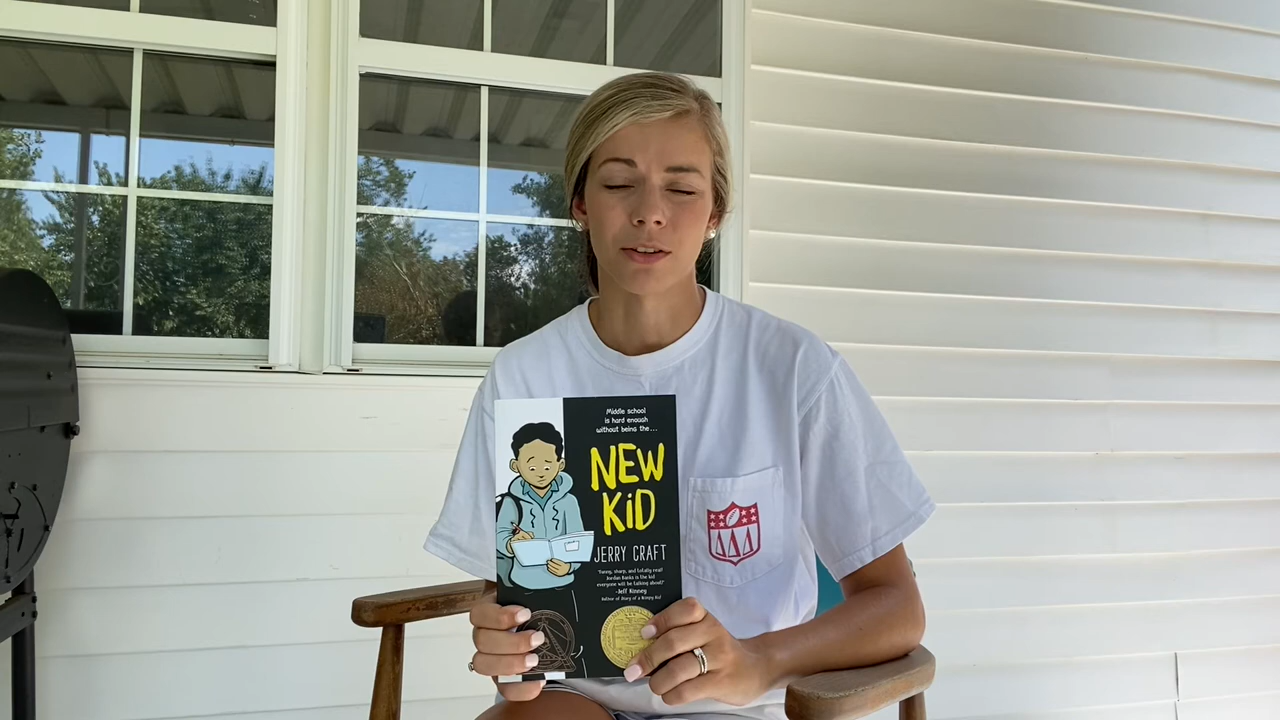 Middle school
is hard enough
without being the...
NEW
KiD
JERRY CRAFT
"Funny, sharp, and totally real!
Jordan Banks is the kid
everyone will be talking about!"
-Jeff Kinney
Author of Diary of a Wimpy Kid
ΔΔΔ